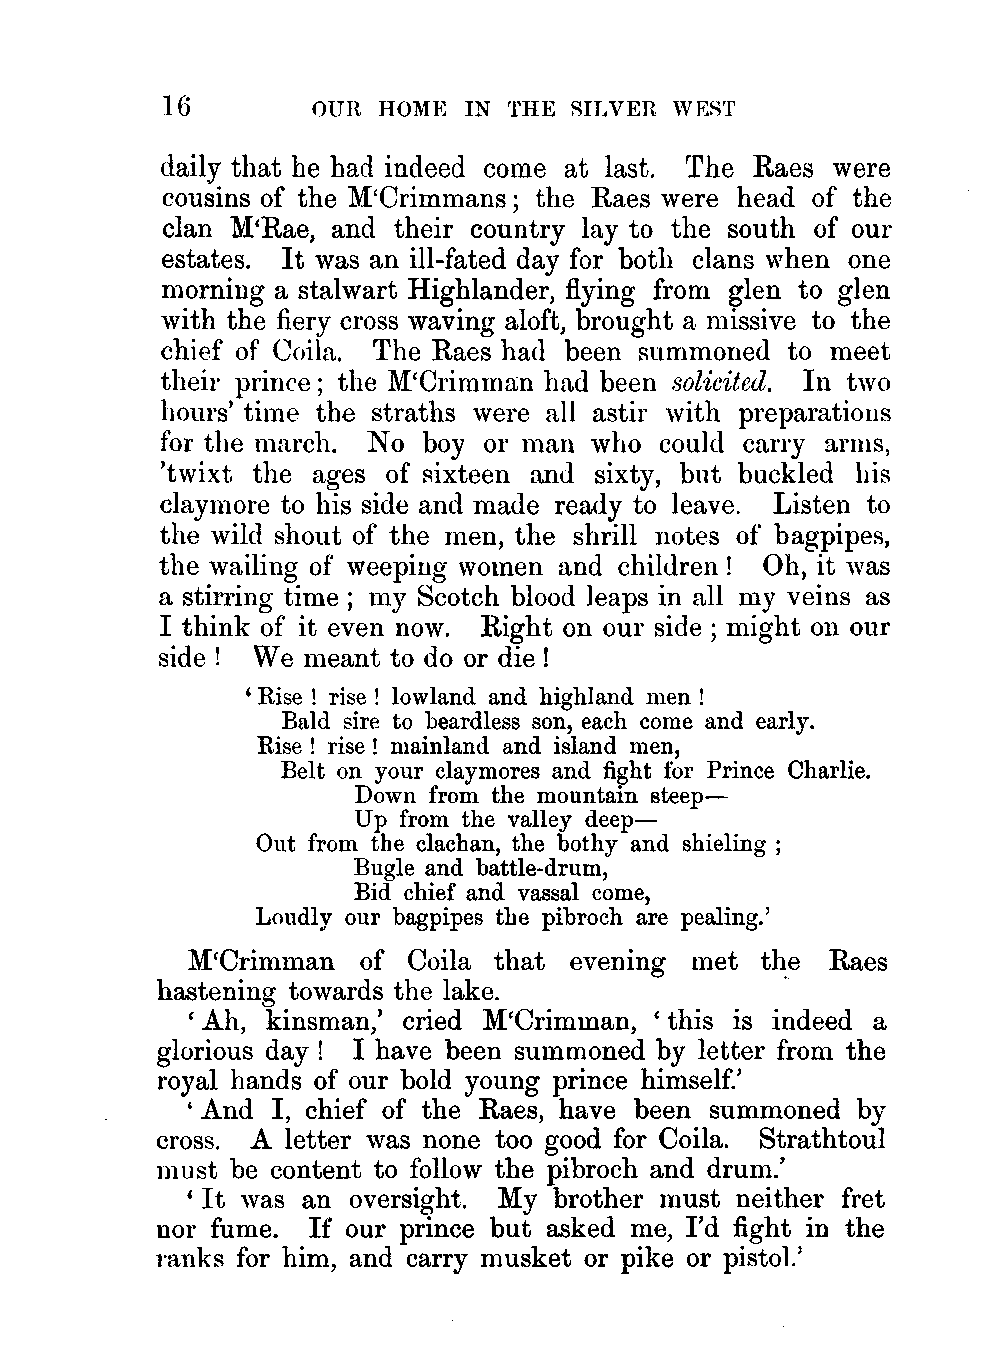 16 OUR HOME IN THE SILVER WEST
daily that he had indeed come at last. The Raes were
cousins of the M‘Crimmans; the Raes were head of the
clan M‘Rae, and their country lay to the south of our
estates. It was an ill-fated day for both clans when one
morning a stalwart Highlander, flying from glen to glen
with the fiery cross waving aloft, brought a missive to the
chief of Coila. The Raes had been summoned to meet
their prince; the M‘Crimman had been solicited. In two
hours’ time the straths were all astir with preparations
for the march. No boy or man who could carry arms,
’twixt the ages of sixteen and sixty, but buckled his
claymore to his side and made ready to leave. Listen to
the wild shout of the men, the shrill notes of bagpipes,
the wailing of weeping women and children! Oh, it was
a stirring time; my Scotch blood leaps in all my veins as
I think of it even now. Right on our side; might on our
side! We meant to do or die!
‘Rise! rise! lowland and highland men!
Bald sire to beardless son, each come and early.
Rise! rise! mainland and island men,
Belt on your claymores and fight for Prince Charlie.
Down from the mountain steep—
Up from the valley deep—
Out from the clachan, the bothy and shieling;
Bugle and battle-drum,
Bid chief and vassal come,
Loudly our bagpipes the pibroch are pealing.’
M‘Crimman of Coila that evening met the Raes
hastening towards the lake.
‘Ah, kinsman,’ cried M‘Crimman, ‘this is indeed a
glorious day! I have been summoned by letter from the
royal hands of our bold young prince himself.’
‘And I, chief of the Raes, have been summoned by
cross. A letter was none too good for Coila. Strathtoul
must be content to follow the pibroch and drum.’
‘It was an oversight. My brother must neither fret
nor fume. If our prince but asked me, I’d fight in the
ranks for him, and carry musket or pike or pistol.’